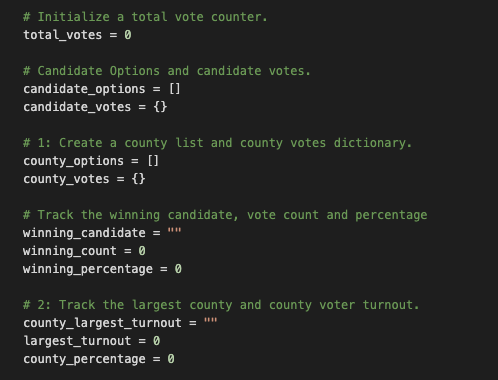 # Initialize a total vote counter.
total_votes = 0
# Candidate Options and candidate votes.
candidate_options = []
candidate_votes = {}
# 1: Create a county list and county votes dictionary.
county_options = []
county_votes = {}
# Track the winning candidate, vote count and percentage
winning_candidate = ""
winning_count = 0
winning_percentage = 0
# 2: Track the largest county and county voter turnout.
county_largest_turnout = ""
largest_turnout = 0
county_percentage = 0